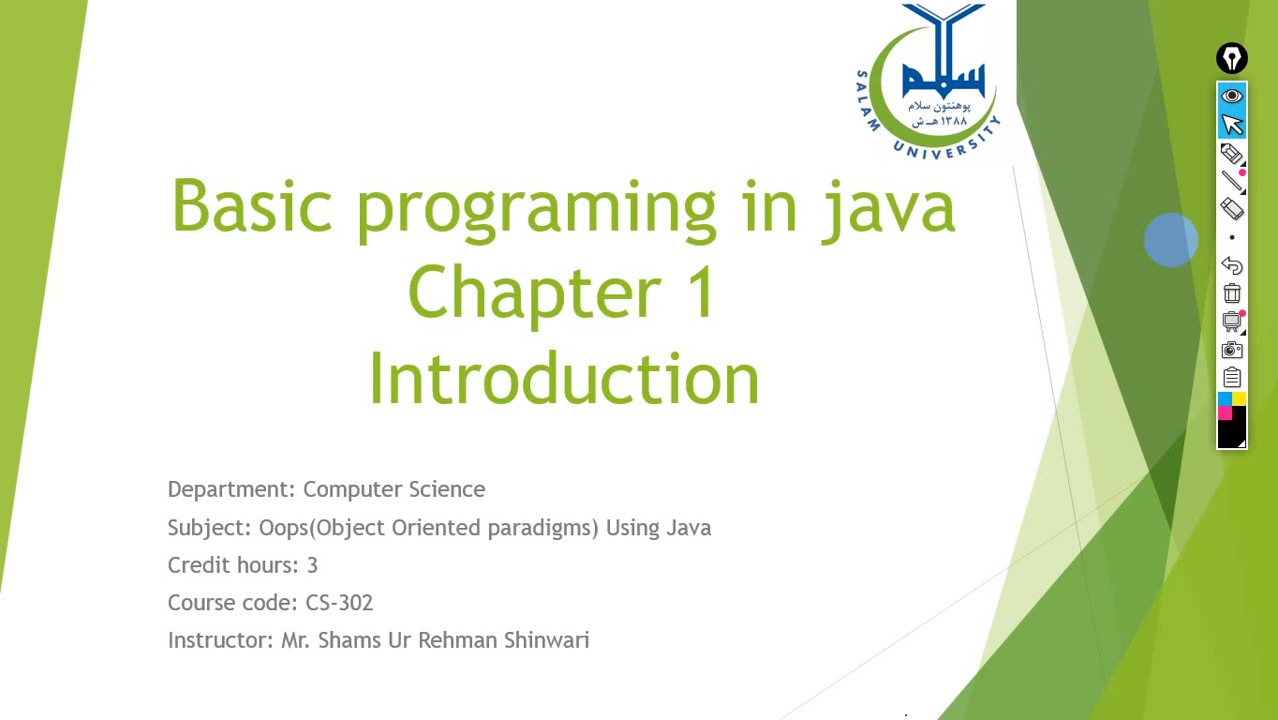 سلام
پوهنتون سلام
۱۳۸۸ هـ ش
SALAM UNIVERSITY
Basic programing in java
Chapter 1
Introduction
Department: Computer Science
Subject: Oops(Object Oriented paradigms) Using Java
Credit hours: 3
Course code: CS-302
Instructor: Mr. Shams Ur Rehman Shinwari